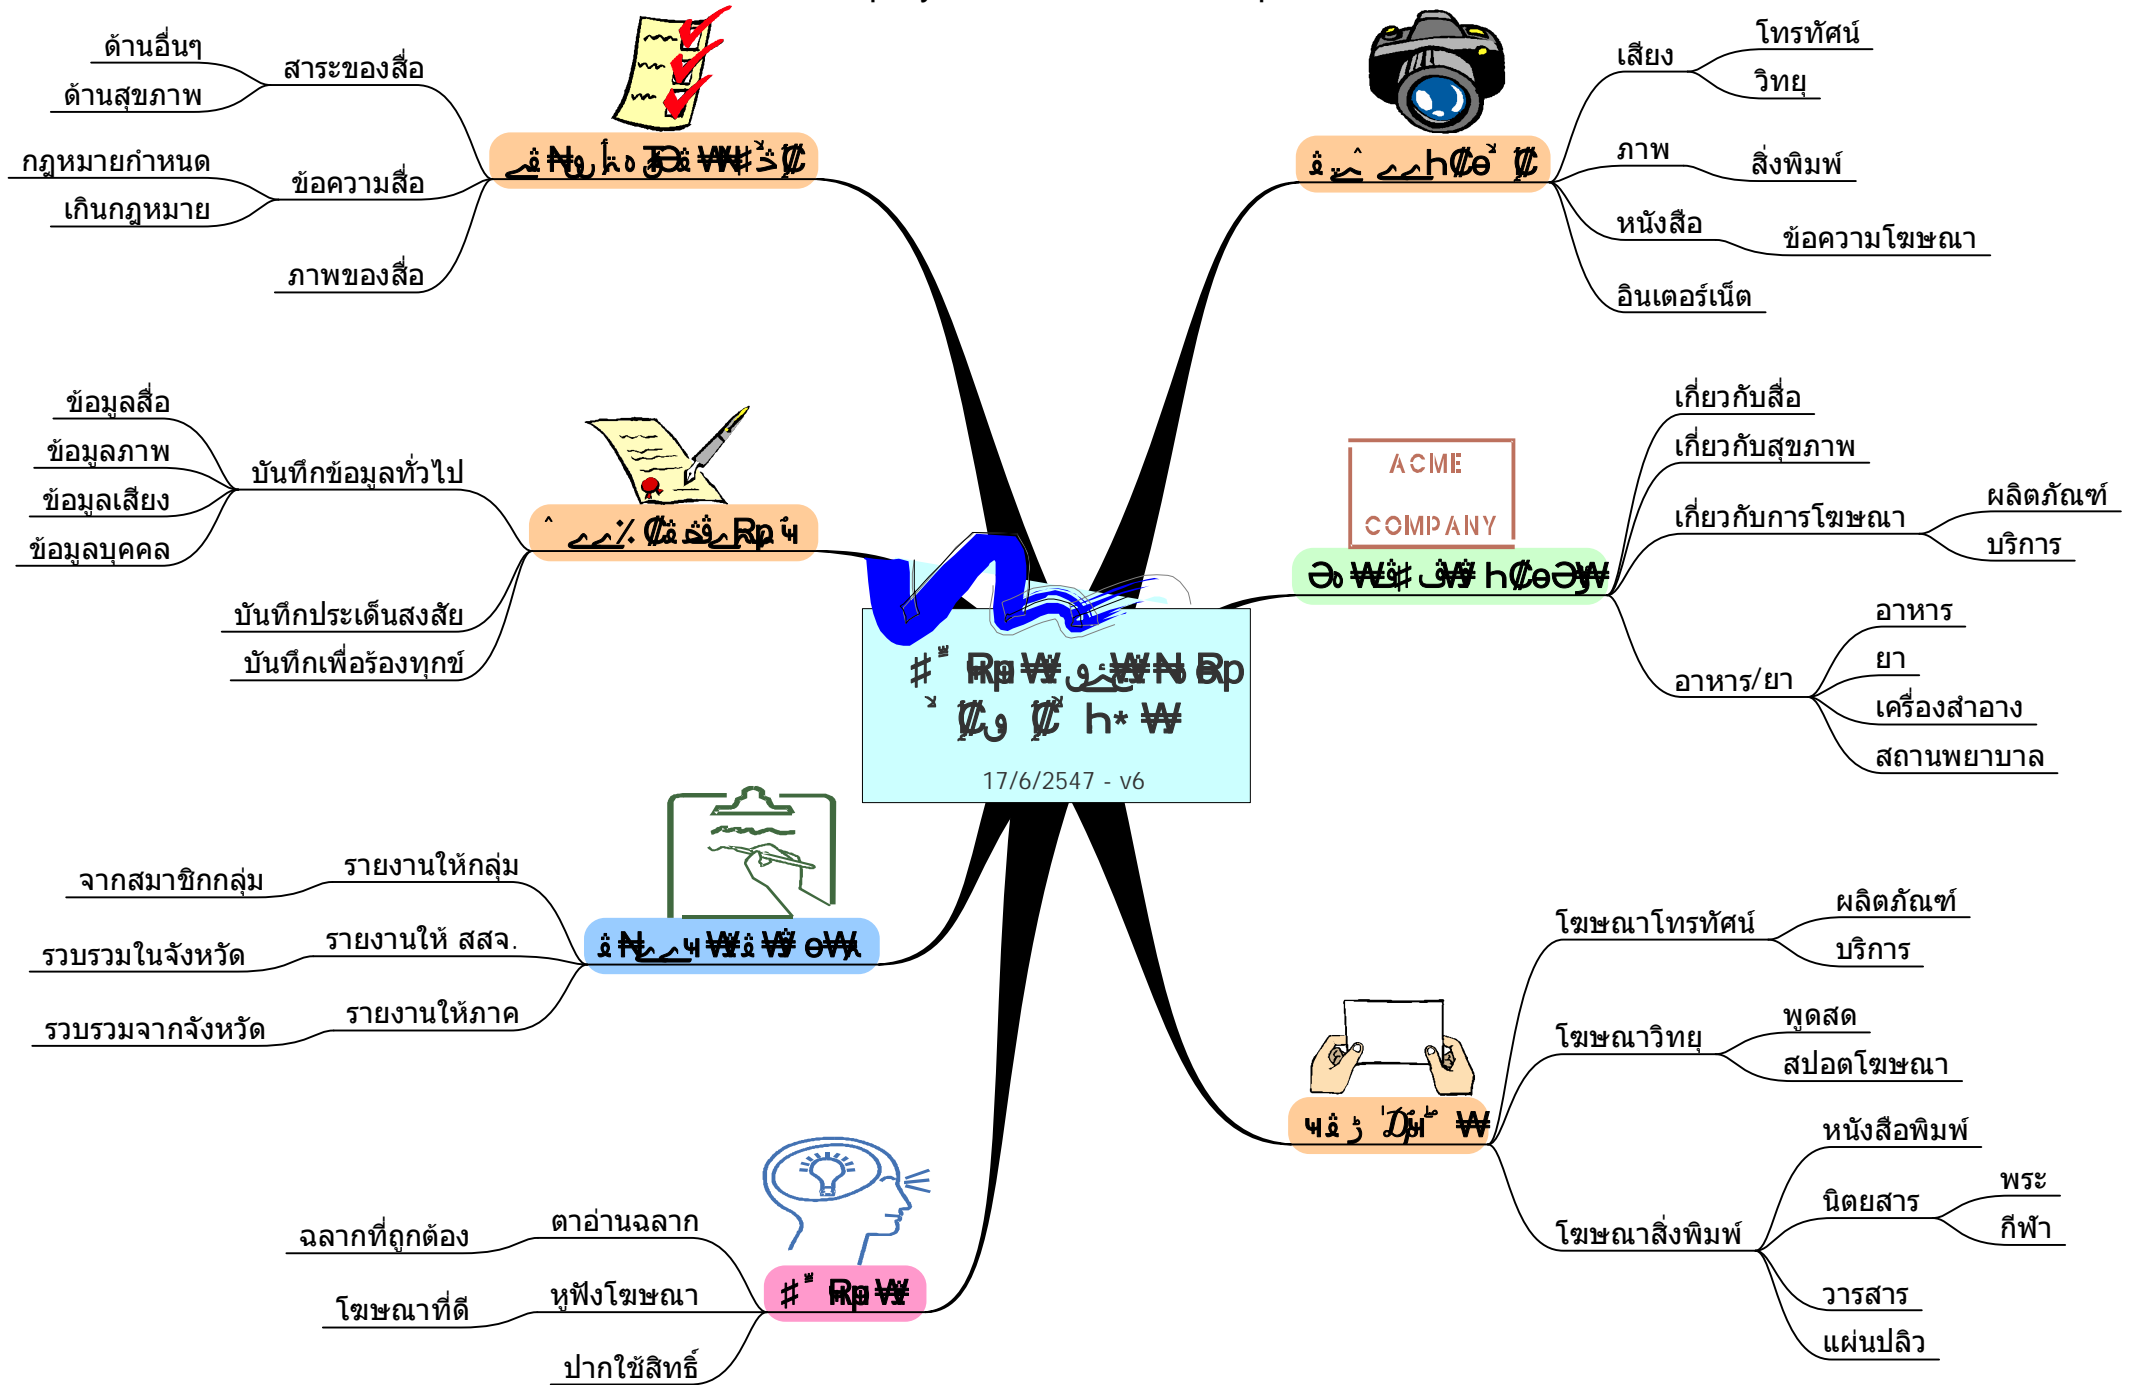 ด้านอื่นๆ
สาระของสื่อ
ด้านสุขภาพ
กฎหมายกำหนด
ข้อความสื่อ
เกินกฎหมาย
ภาพของสื่อ
ข้อมูลสื่อ
ข้อมูลภาพ
บันทึกข้อมูลทั่วไป
ข้อมูลเสียง
ข้อมูลบุคคล
บันทึกประเด็นสงสัย
บันทึกเพื่อร้องทุกข์
รายงานให้กลุ่ม
จากสมาชิกกลุ่ม
รายงานให้ สสจ.
รวบรวมในจังหวัด
รายงานให้ภาค
รวบรวมจากจังหวัด
ตาอ่านฉลาก
ฉลากที่ถูกต้อง
หูฟังโฆษณา
โฆษณาที่ดี
ปากใช้สิทธิ์
17/6/2547 - v6
เสียง
โทรทัศน์
วิทยุ
ภาพ
สิ่งพิมพ์
หนังสือ
ข้อความโฆษณา
อินเตอร์เน็ต
ACME
COMPANY
เกี่ยวกับสื่อ
เกี่ยวกับสุขภาพ
เกี่ยวกับการโฆษณา
ผลิตภัณฑ์
บริการ
อาหาร/ยา
อาหาร
ยา
เครื่องสำอาง
สถานพยาบาล
โฆษณาโทรทัศน์
ผลิตภัณฑ์
บริการ
โฆษณาวิทยุ
พูดสด
สปอตโฆษณา
โฆษณาสิ่งพิมพ์
หนังสือพิมพ์
นิตยสาร
พระ
กีฬา
วารสาร
แผ่นปลิว